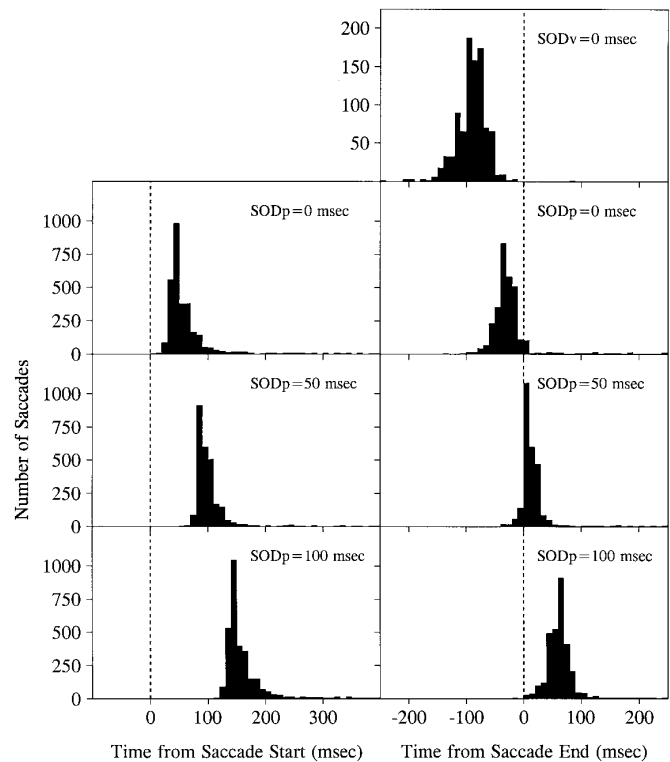 200
150
100
50
SODv=0 msec
1000
750
500
250
0
SODp=0 msec
SODp=0 msec
1000
750
500
250
0
SODp=50 msec
SODp=50 msec
1000
750
500
250
0
SODp=100 msec
SODp=100 msec
Number of Saccades
0 100 200 300
-200 -100 0 100 200
Time from Saccade Start (msec)
Time from Saccade End (msec)